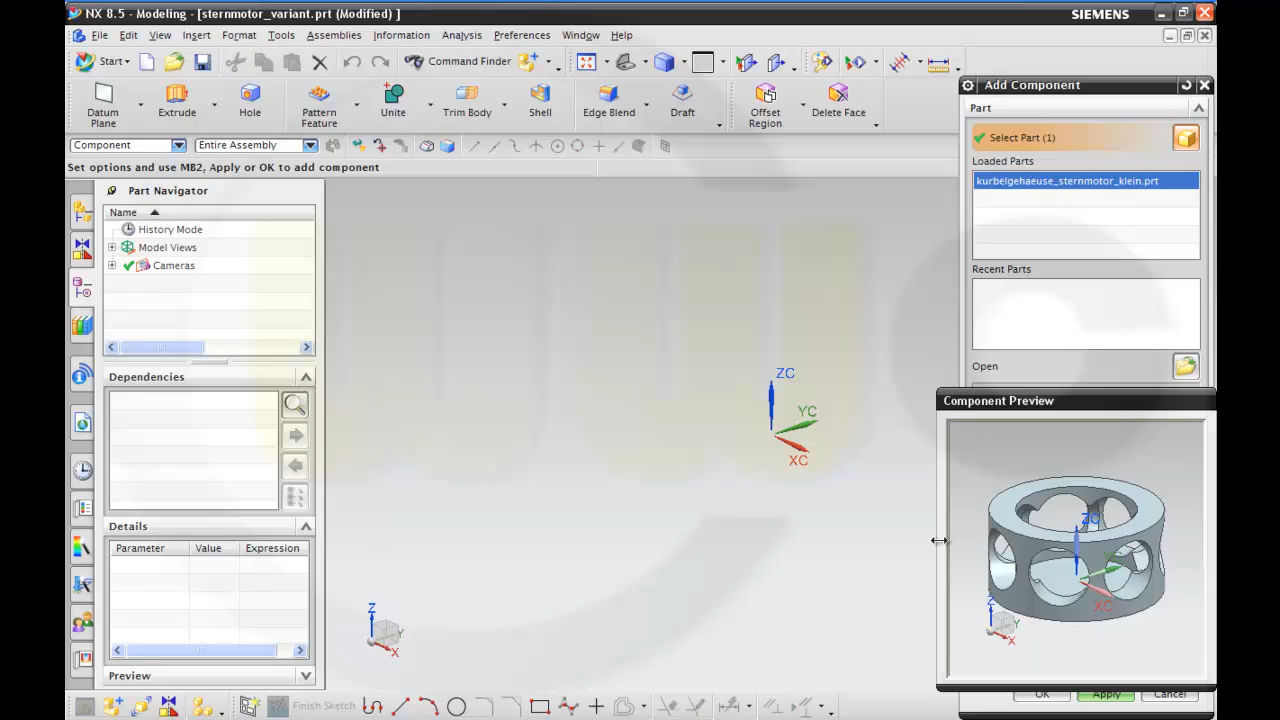 NX 8.5 - Modeling - [sternmotor_variant.prt (Modified) ]
SIEMENS
File Edit View Insert Format Tools Assemblies Information Analysis Preferences Window Help
Start
Command Finder
Datum Plane
Extrude
Hole
Pattern Feature
Unite
Trim Body
Shell
Edge Blend
Draft
Offset Region
Delete Face
Component
Entire Assembly
Set options and use MB2, Apply or OK to add component
Part Navigator
Name
History Mode
Model Views
Cameras
Dependencies
Details
Parameter Value Expression
Preview
Finish Sketch
ZC
YC
XC
Z
Y
X
Add Component
Part
Select Part (1)
Loaded Parts
kurbelgehaeuse_sternmotor_klein.prt
Recent Parts
Open
Component Preview
ZC
XC
Z
Y
X
OK Apply Cancel